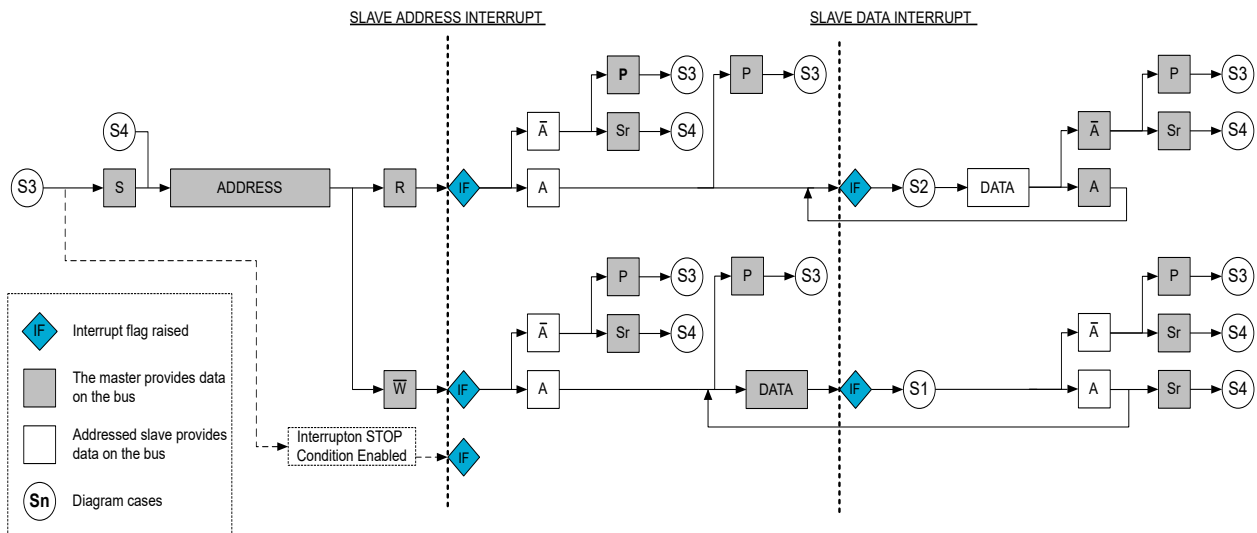 SLAVE ADDRESS INTERRUPT SLAVE DATA INTERRUPT
P S3 P S3 P S3
S4 A̅ Sr S4 A̅ Sr S4
S3 S ADDRESS R IF A IF S2 DATA A
P S3 P S3 P S3
A̅ Sr S4 A̅ Sr S4
W̅ IF A DATA IF S1 A Sr S4
Interrupton STOP
Condition Enabled IF
IF Interrupt flag raised
The master provides data
on the bus
Addressed slave provides
data on the bus
Sn Diagram cases